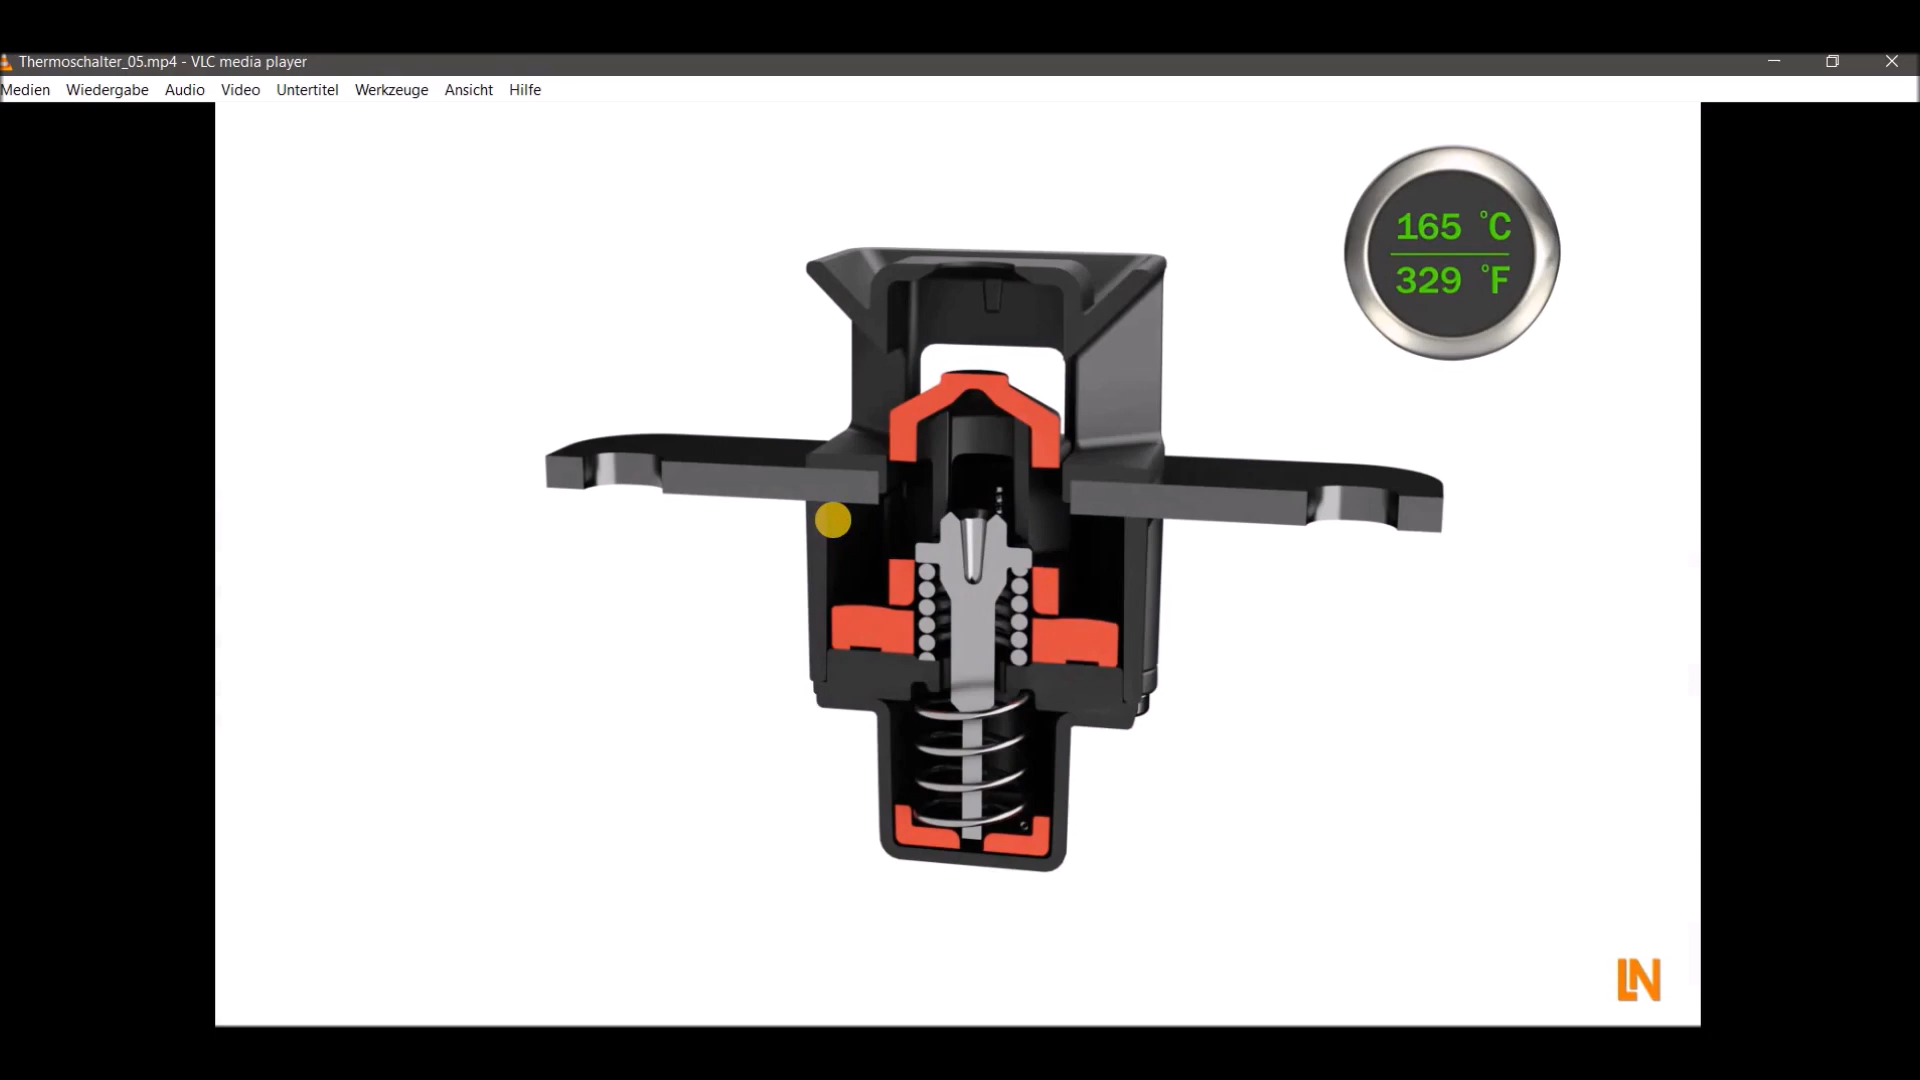 Thermoschalter_05.mp4 - VLC media player
Medien Wiedergabe Audio Video Untertitel Werkzeuge Ansicht Hilfe
165 °C
329 °F
LN